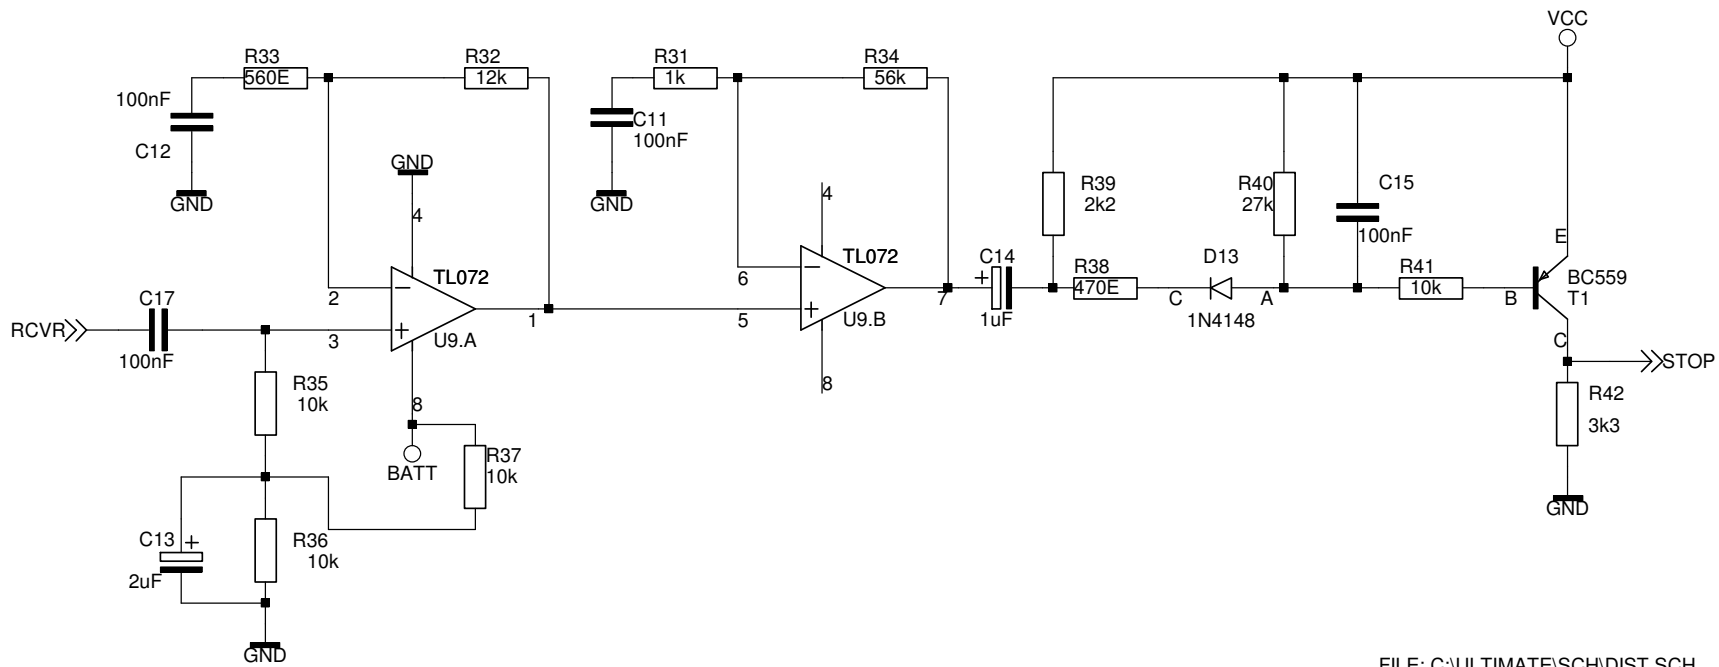 VCC
R33
560E
R32
12k
R31
1k
R34
56k
100nF
C12
GND
C11
100nF
GND
GND
4
4
R39
2k2
R40
27k
C15
100nF
E
TL072
2
3
1
U9.A
8
BATT
TL072
6
5
7
U9.B
8
C14
+
1uF
R38
470E
C
D13
A
1N4148
R41
10k
B
BC559
T1
C
STOP
RCVR
C17
100nF
R35
10k
R37
10k
R42
3k3
GND
C13
+
2uF
R36
10k
GND
FILE: C:\ULTIMATE\SCH\DIST.SCH